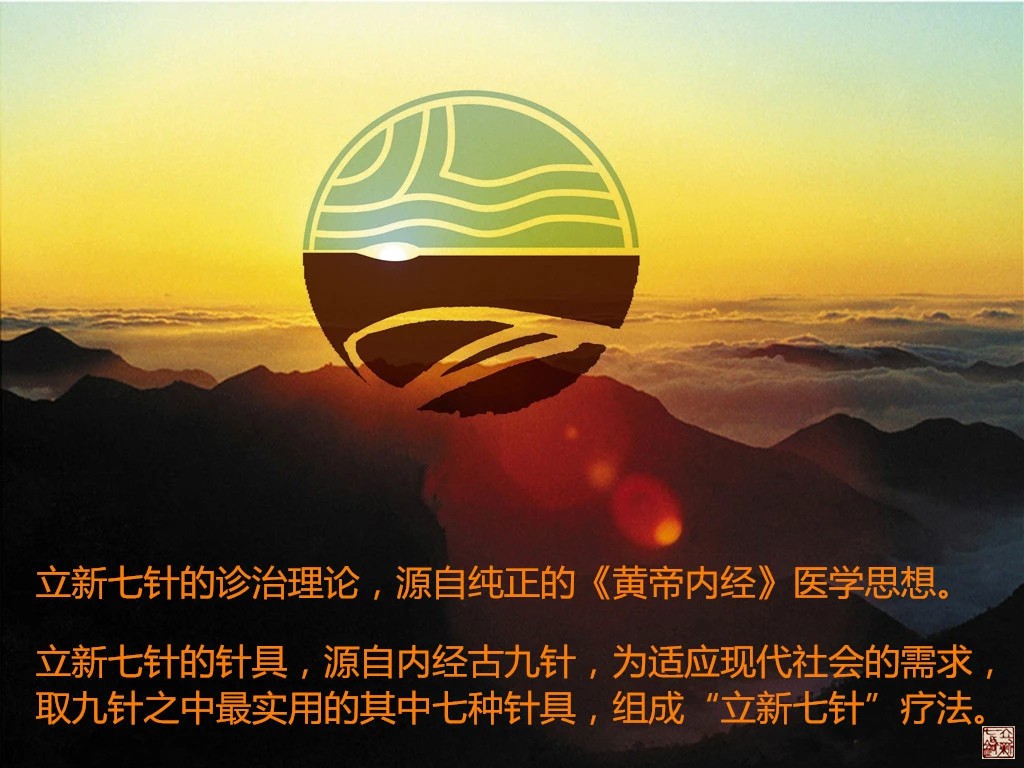 立新七针的诊治理论，源自纯正的《黄帝内经》医学思想。
立新七针的针具，源自内经古九针，为适应现代社会的需求，
取九针之中最实用的其中七种针具，组成“立新七针”疗法。